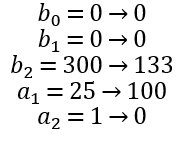 b₀ = 0 → 0
b₁ = 0 → 0
b₂ = 300 → 133
a₁ = 25 → 100
a₂ = 1 → 0